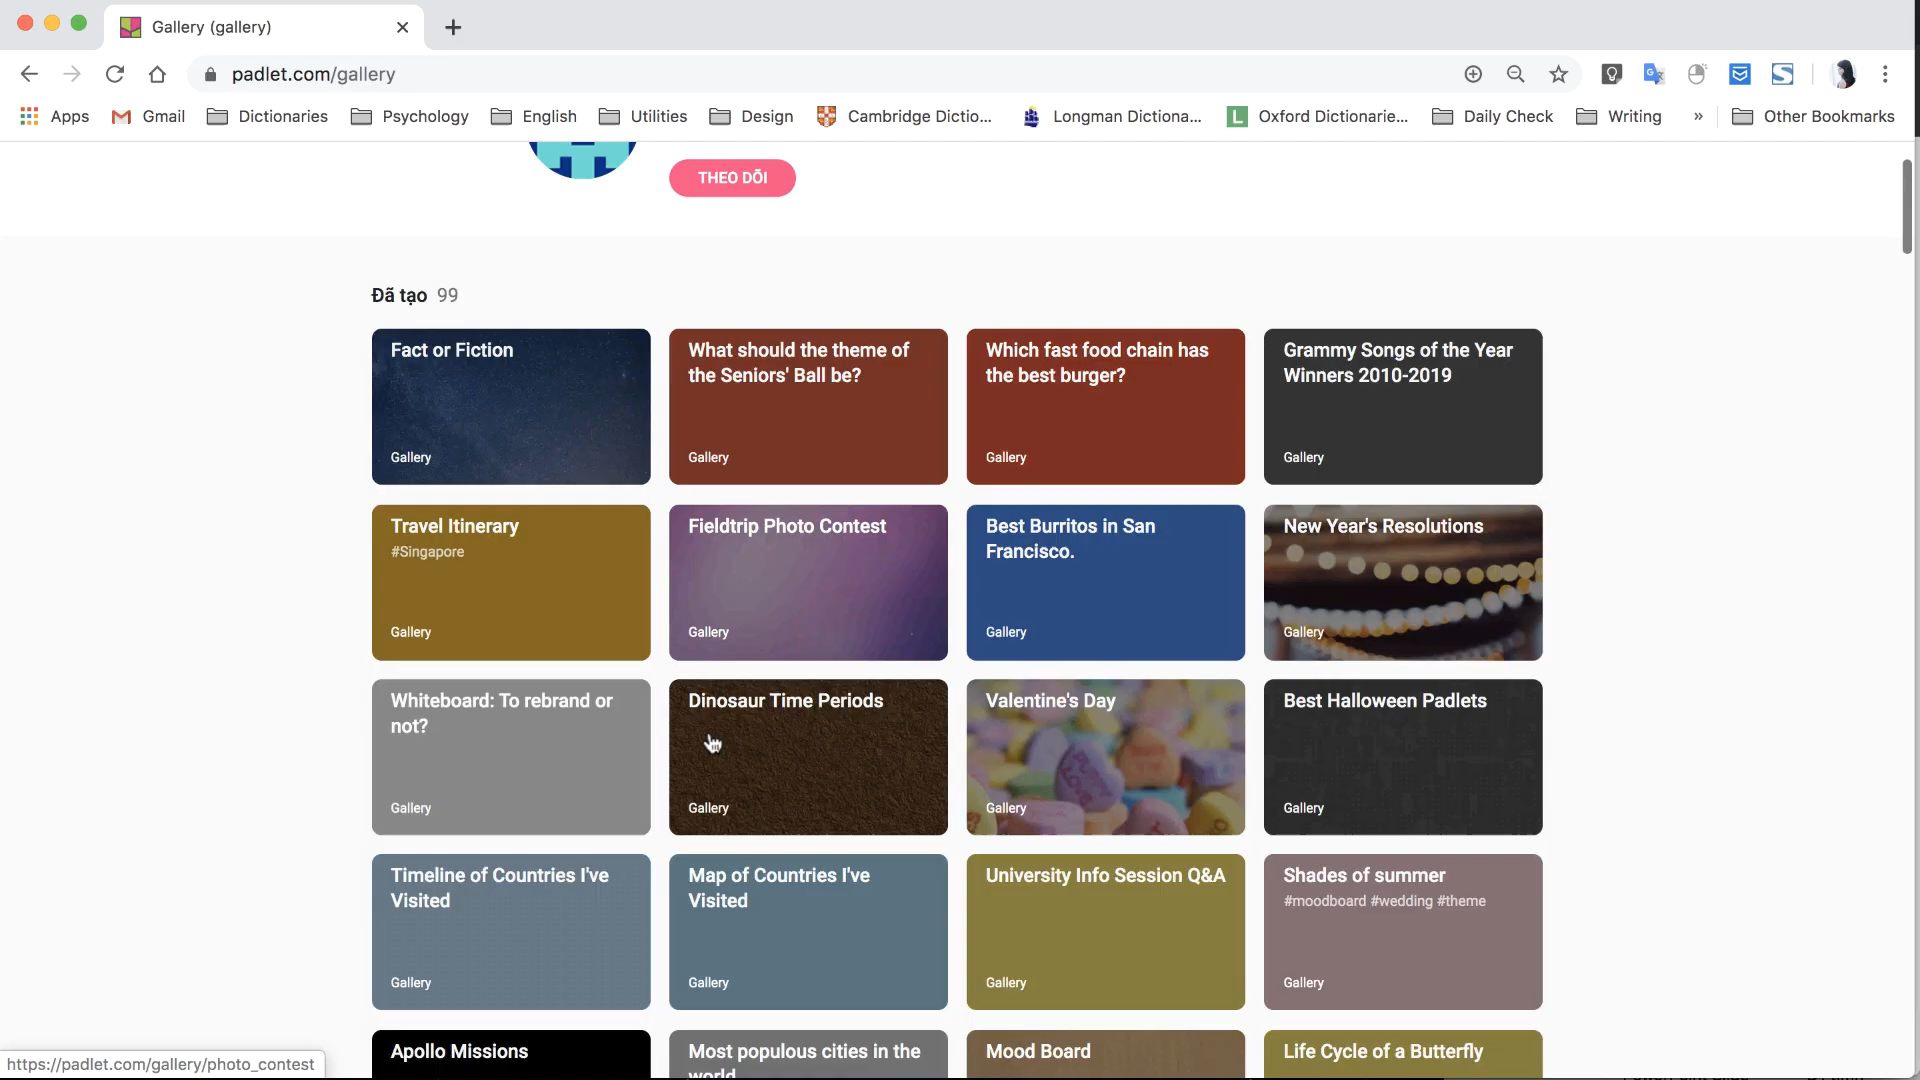 Gallery (gallery)
padlet.com/gallery
Apps
Gmail
Dictionaries
Psychology
English
Utilities
Design
Cambridge Dictio...
Longman Dictiona...
Oxford Dictionarie...
Daily Check
Writing
»
Other Bookmarks
THEO DÕI
Đã tạo 99
Fact or Fiction
Gallery
What should the theme of
the Seniors' Ball be?
Gallery
Which fast food chain has
the best burger?
Gallery
Grammy Songs of the Year
Winners 2010-2019
Gallery
Travel Itinerary
#Singapore
Gallery
Fieldtrip Photo Contest
Gallery
Best Burritos in San
Francisco.
Gallery
New Year's Resolutions
Gallery
Whiteboard: To rebrand or
not?
Gallery
Dinosaur Time Periods
Gallery
Valentine's Day
Gallery
Best Halloween Padlets
Gallery
Timeline of Countries I've
Visited
Gallery
Map of Countries I've
Visited
Gallery
University Info Session Q&A
Gallery
Shades of summer
#moodboard #wedding #theme
Gallery
Apollo Missions
Most populous cities in the
world
Mood Board
Life Cycle of a Butterfly
https://padlet.com/gallery/photo_contest